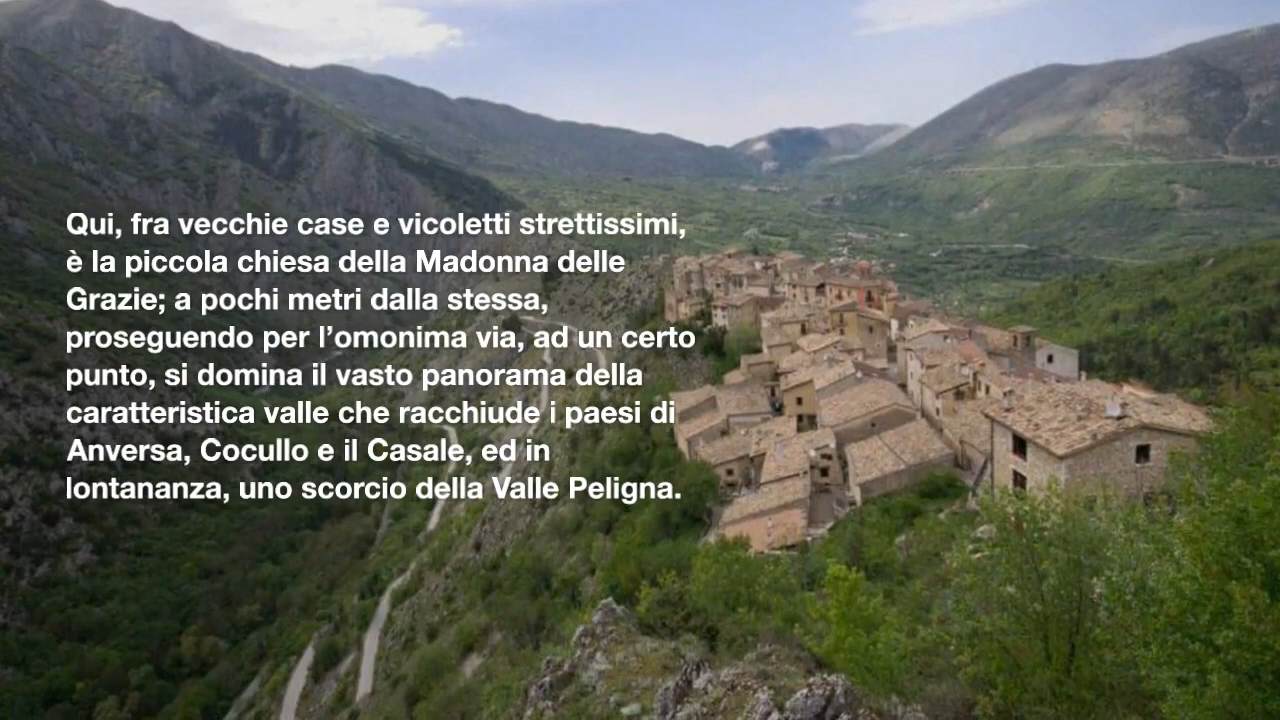 Qui, fra vecchie case e vicoletti strettissimi,
è la piccola chiesa della Madonna delle
Grazie; a pochi metri dalla stessa,
proseguendo per l’omonima via, ad un certo
punto, si domina il vasto panorama della
caratteristica valle che racchiude i paesi di
Anversa, Cocullo e il Casale, ed in
lontananza, uno scorcio della Valle Peligna.